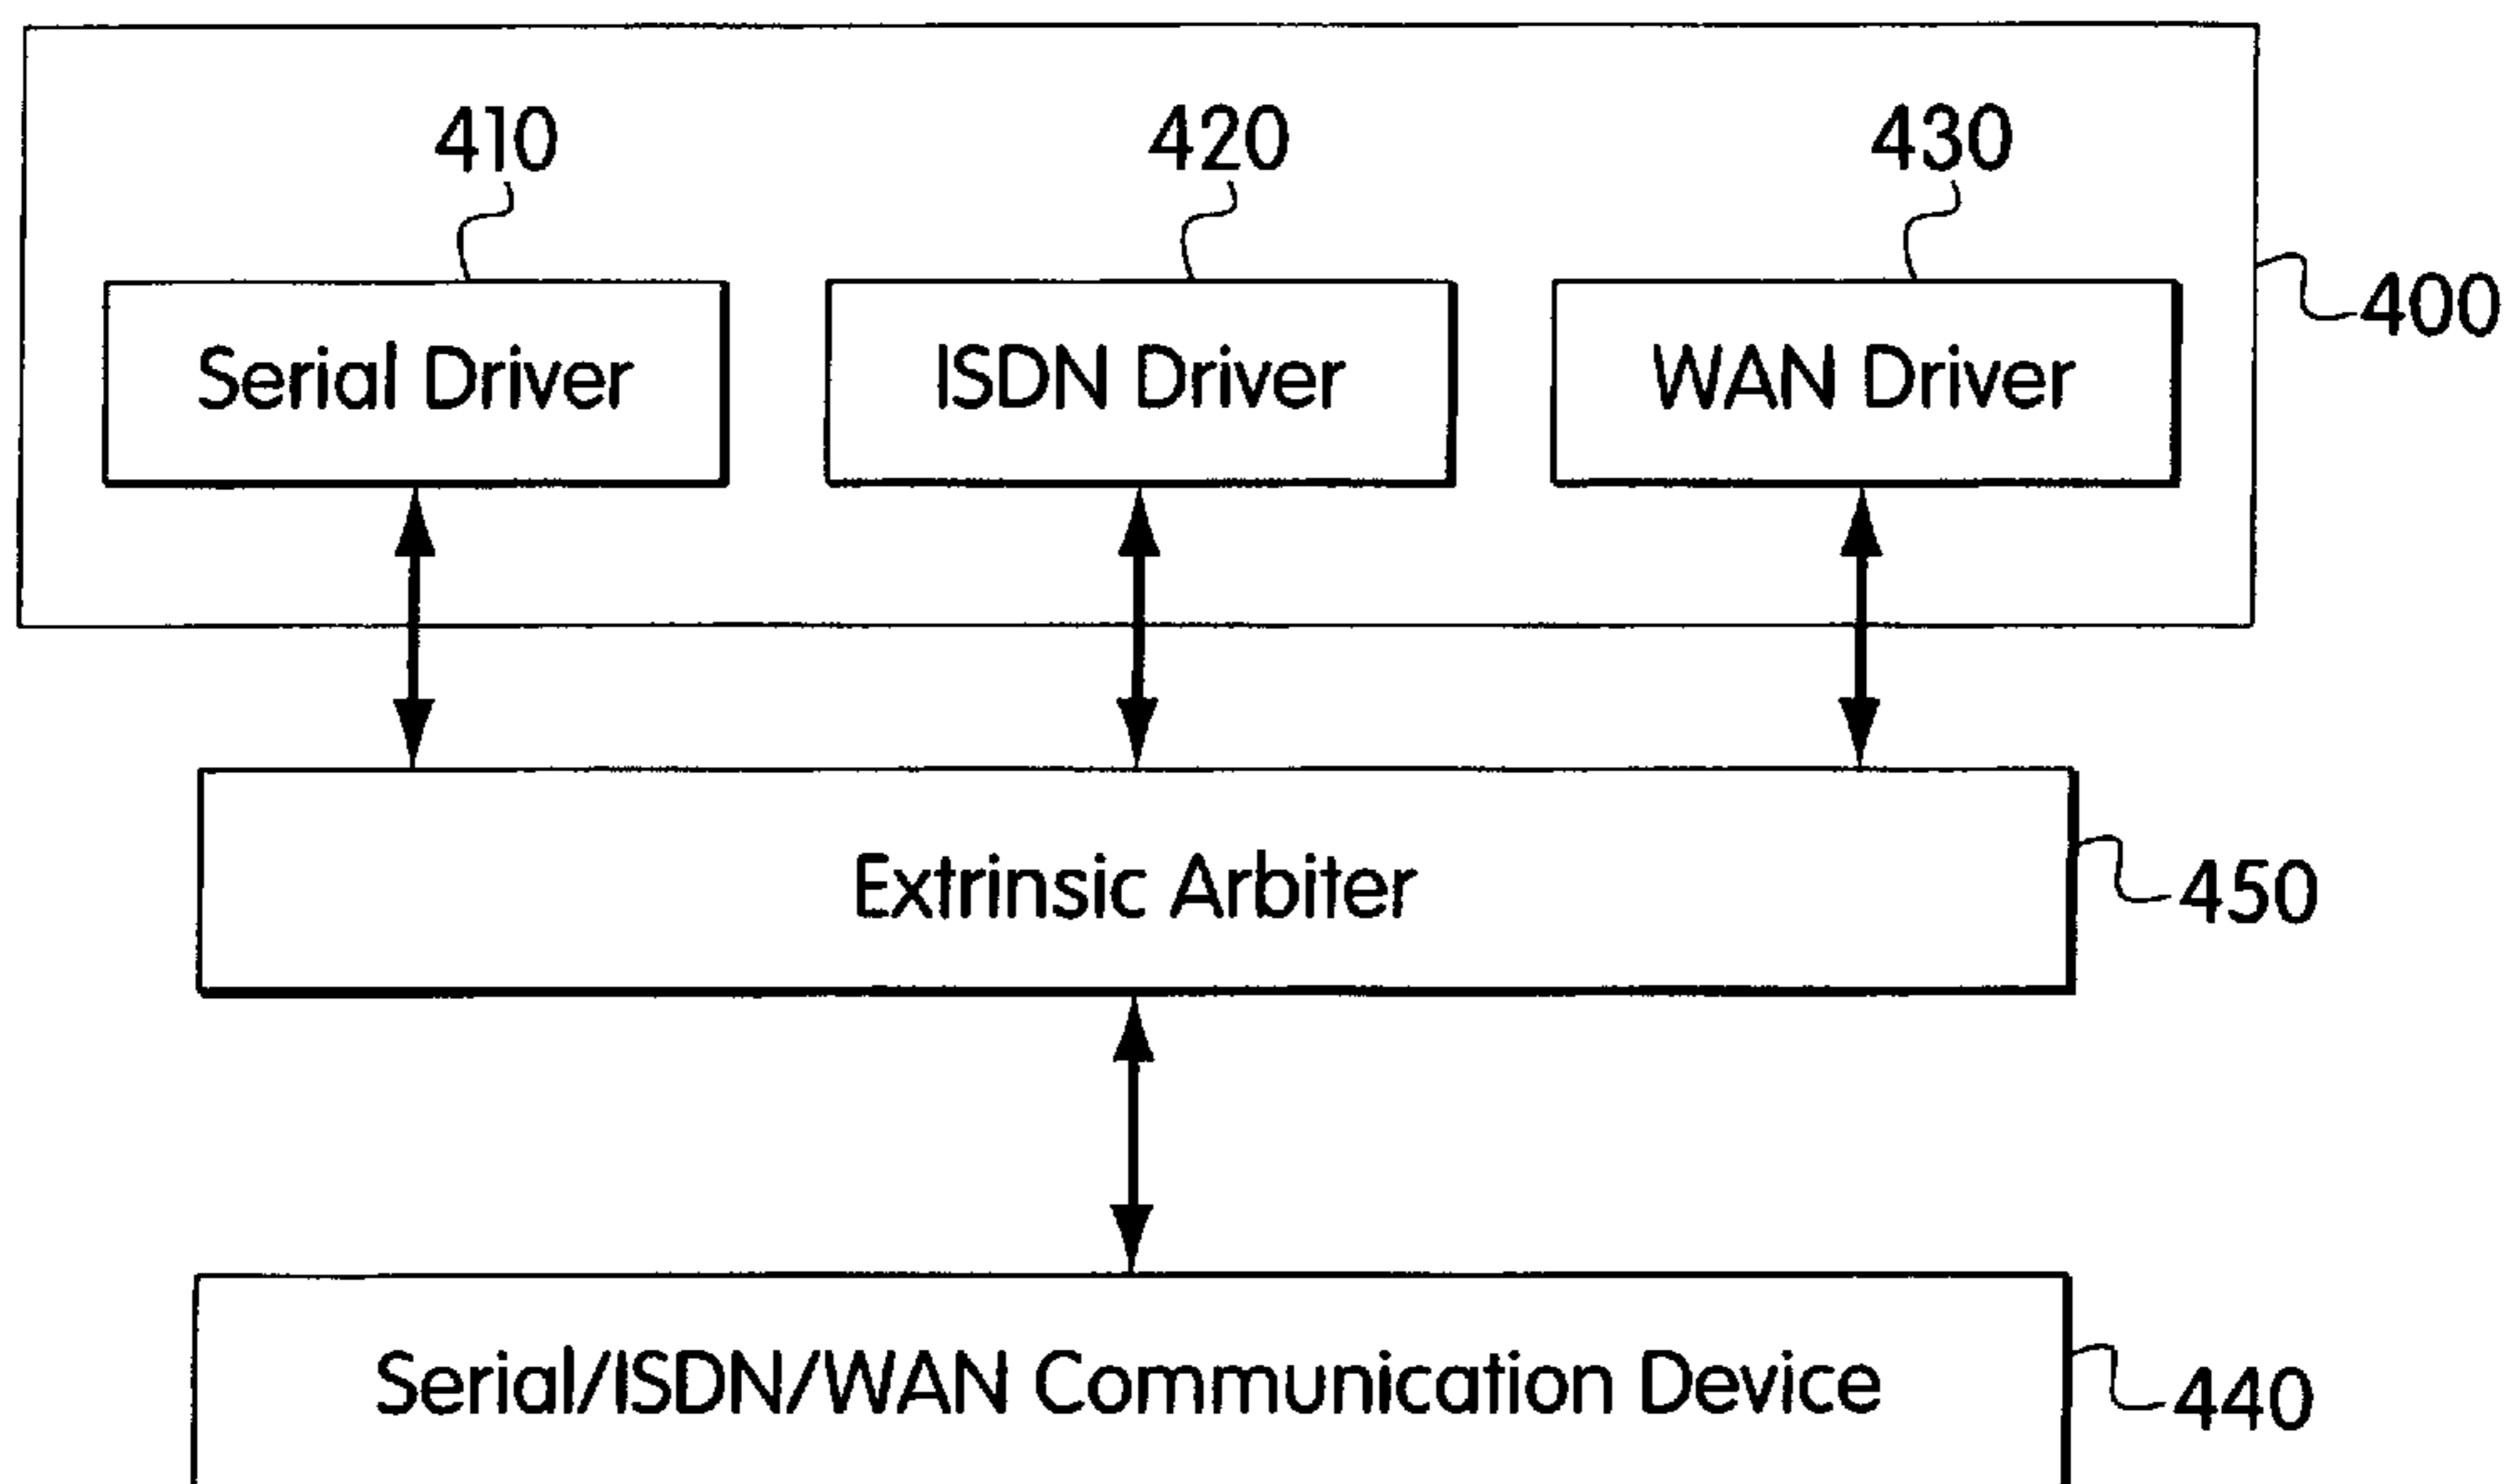 410 420 430
400
Serial Driver ISDN Driver WAN Driver
Extrinsic Arbiter
450
Serial/ISDN/WAN Communication Device
440